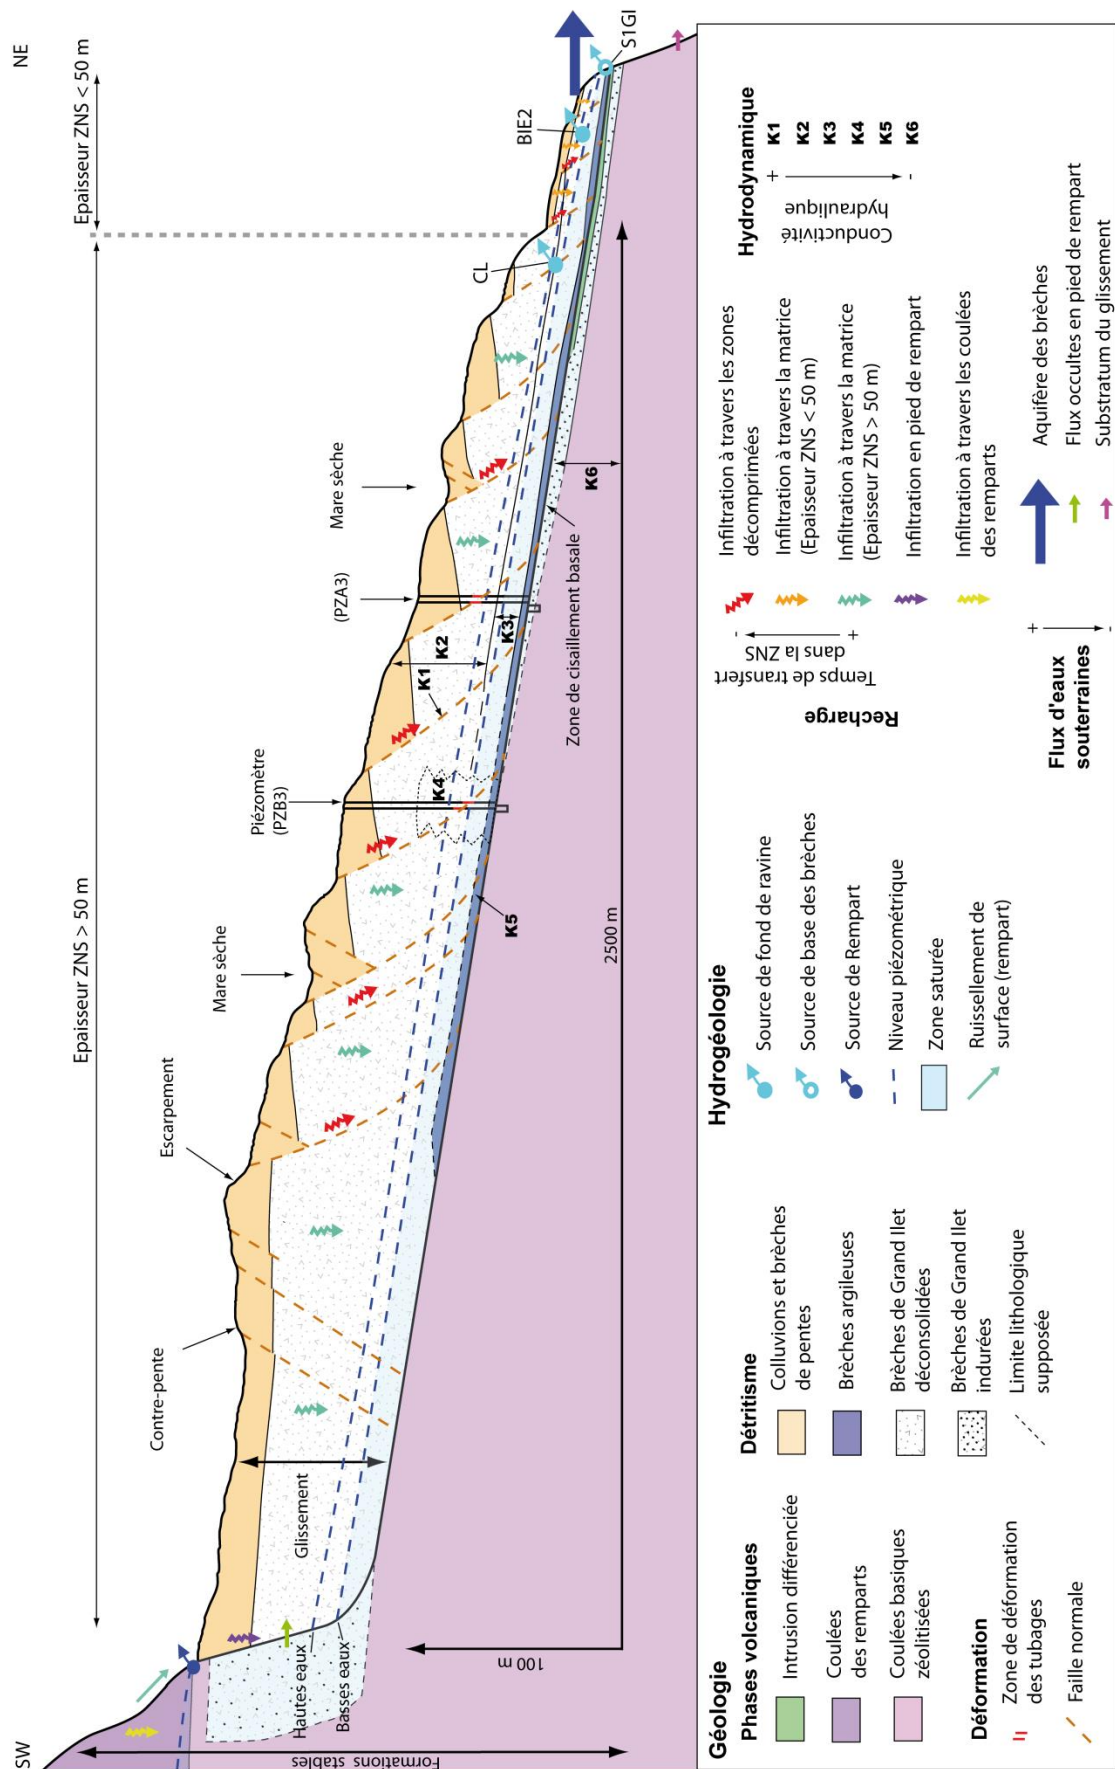 SW
NE
Epaisseur ZNS > 50 m
Epaisseur ZNS < 50 m
Formations stables
Contre-pente
Escarpement
Mare sèche
Piézomètre
(PZB3)
(PZA3)
Mare sèche
CL
BIE2
S1GI
Glissement
Hautes eaux
Basses eaux
100 m
2500 m
K1
K2
K3
K4
K5
K6
Zone de cisaillement basale
Géologie
Phases volcaniques
Intrusion différenciée
Coulées
des remparts
Coulées basiques
zéolitisées
Déformation
Zone de déformation
des tubages
Faille normale
Détritisme
Colluvions et brèches
de pentes
Brèches argileuses
Brèches de Grand Ilet
déconsolidées
Brèches de Grand Ilet
indurées
Limite lithologique
supposée
Hydrogéologie
Source de fond de ravine
Source de base des brèches
Source de Rempart
Niveau piézométrique
Zone saturée
Ruissellement de
surface (rempart)
Recharge
Temps de transfert
dans la ZNS
-
+
Infiltration à travers les zones
décomprimées
Infiltration à travers la matrice
(Epaisseur ZNS < 50 m)
Infiltration à travers la matrice
(Epaisseur ZNS > 50 m)
Infiltration en pied de rempart
Infiltration à travers les coulées
des remparts
Flux d'eaux
souterraines
+
-
Aquifère des brèches
Flux occultes en pied de rempart
Substratum du glissement
Hydrodynamique
Conductivité
hydraulique
+
-
K1
K2
K3
K4
K5
K6